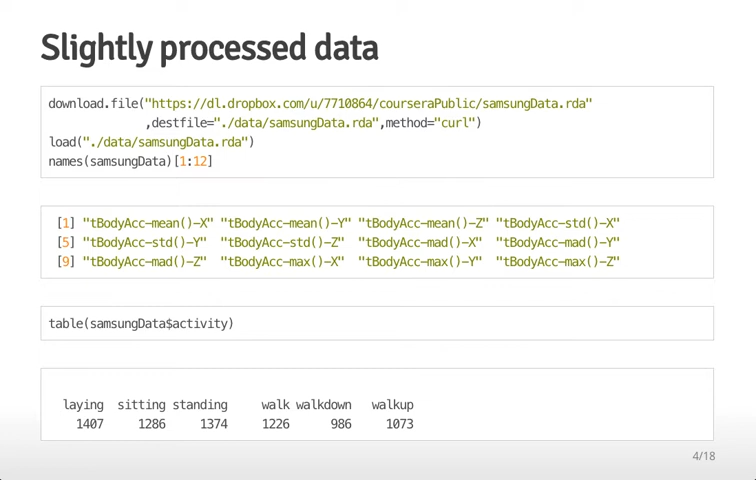 Slightly processed data
download.file("https://dl.dropbox.com/u/7710864/courseraPublic/samsungData.rda"
,destfile="./data/samsungData.rda",method="curl")
load("./data/samsungData.rda")
names(samsungData)[1:12]
[1] "tBodyAcc-mean()-X" "tBodyAcc-mean()-Y" "tBodyAcc-mean()-Z" "tBodyAcc-std()-X"
[5] "tBodyAcc-std()-Y" "tBodyAcc-std()-Z" "tBodyAcc-mad()-X" "tBodyAcc-mad()-Y"
[9] "tBodyAcc-mad()-Z" "tBodyAcc-max()-X" "tBodyAcc-max()-Y" "tBodyAcc-max()-Z"
table(samsungData$activity)
laying sitting standing walk walkdown walkup
1407 1286 1374 1226 986 1073
4/18